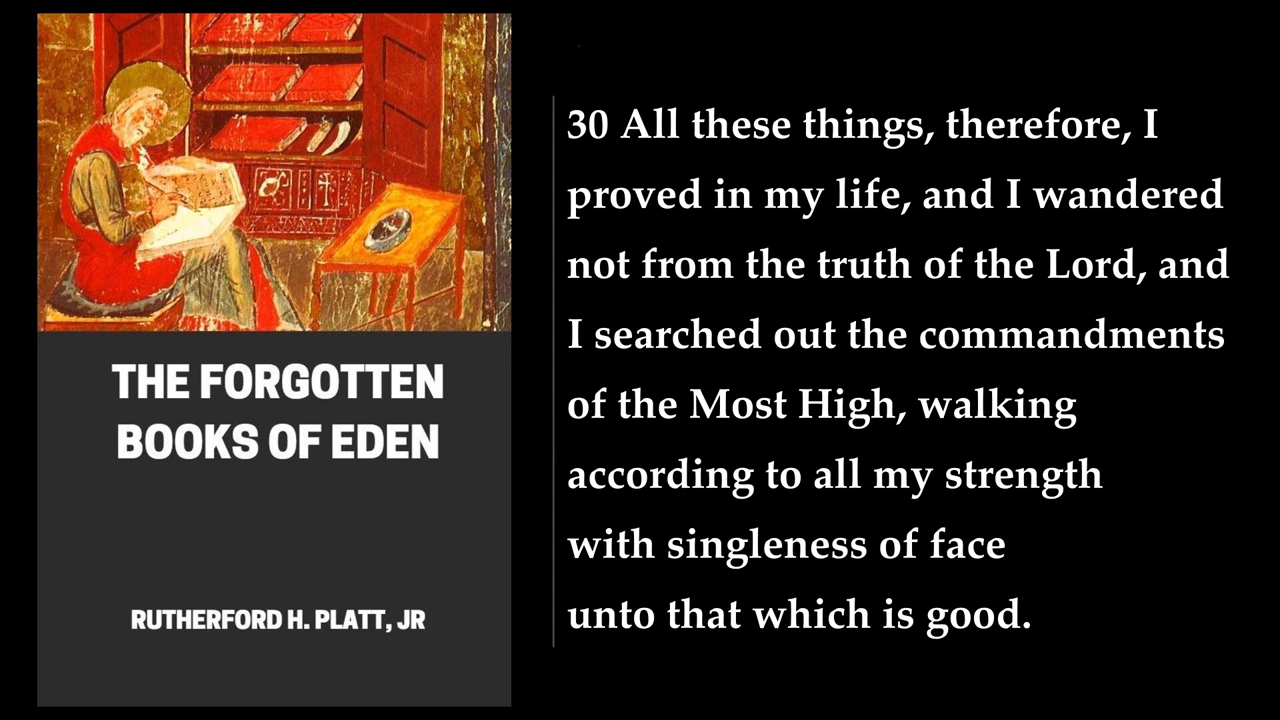 THE FORGOTTEN
BOOKS OF EDEN
RUTHERFORD H. PLATT, JR
30 All these things, therefore, I
proved in my life, and I wandered
not from the truth of the Lord, and
I searched out the commandments
of the Most High, walking
according to all my strength
with singleness of face
unto that which is good.